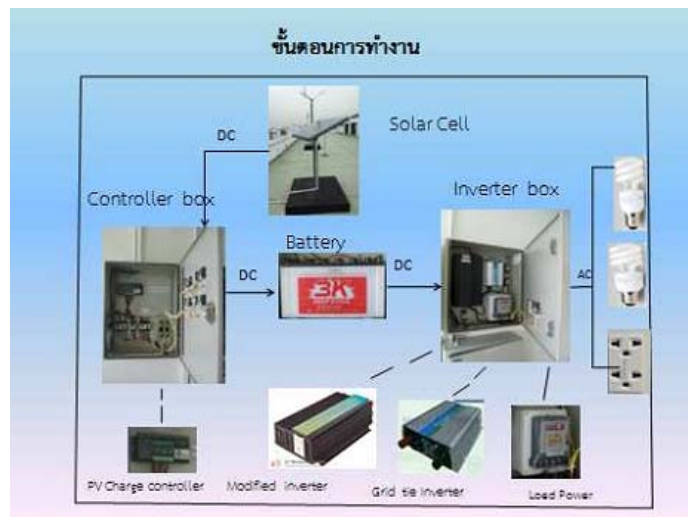 ขั้นตอนการทำงาน
Solar Cell
DC
Controller box
Inverter box
Battery
DC
DC
AC
3K
PV Charge controller
Modified inverter
Grid tie Inverter
Load Power